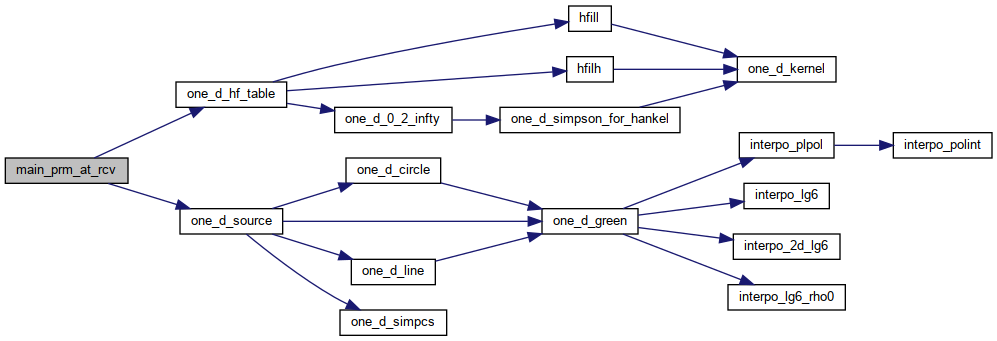 main_prm_at_rcv
one_d_hf_table
hfill
hfilh
one_d_kernel
one_d_0_2_infty
one_d_simpson_for_hankel
one_d_source
one_d_circle
one_d_green
one_d_line
one_d_simpcs
interpo_plpol
interpo_polint
interpo_lg6
interpo_2d_lg6
interpo_lg6_rho0